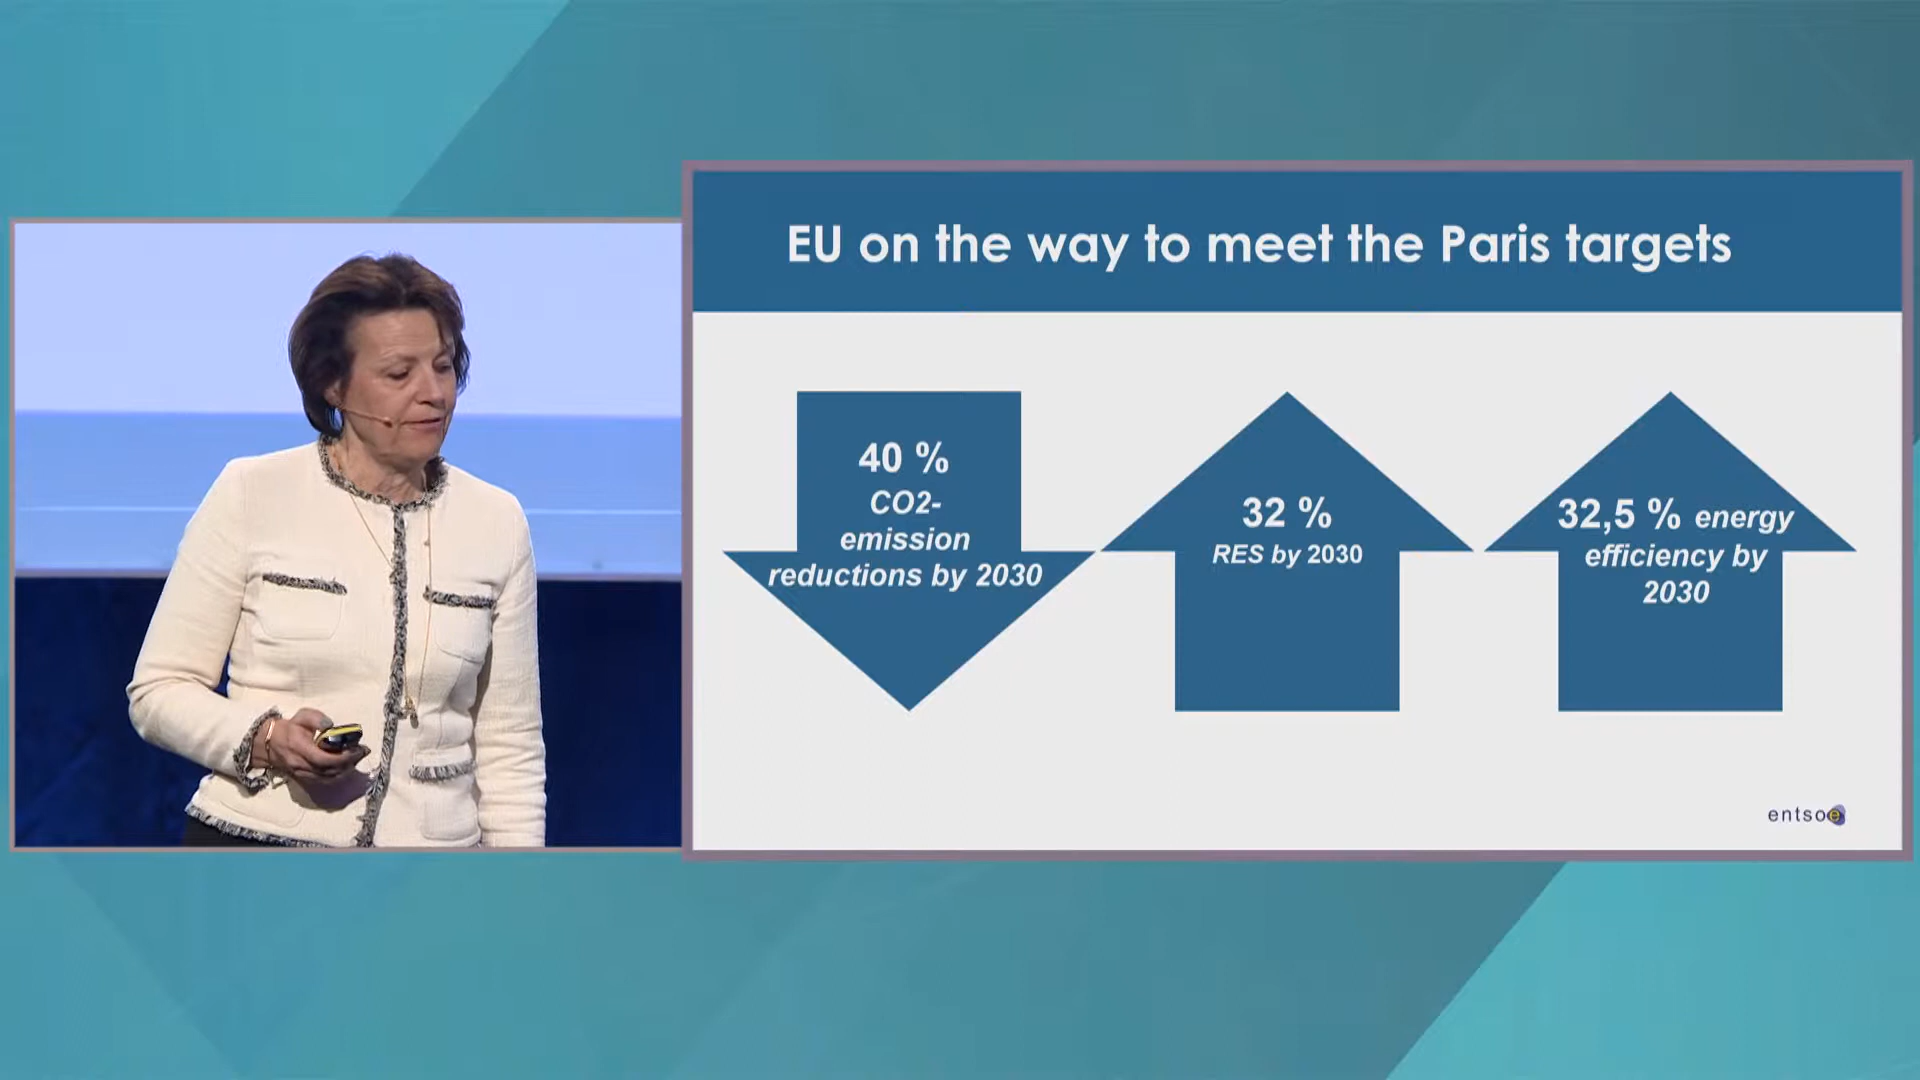 EU on the way to meet the Paris targets
40 %
CO2-
emission
reductions by 2030
32 %
RES by 2030
32,5 % energy
efficiency by
2030
entsoe